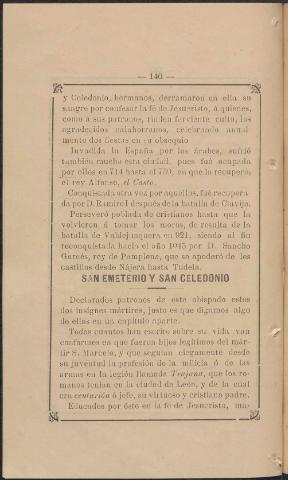 — 140 —
y Celedonio, hermanos, derramaron en ella su
sangre por confesar la fé de Jesucristo, á quienes,
como á sus patronos, rinden ferviente culto, los
agradecidos calahorranos, celebrando anual-
mente dos fiestas en su obsequio
Invadida la España por los árabes, sufrió
también mucho esta ciudad, pues fué ocupada
por ellos en 714 hasta el 750, en que la recuperó
el rey Alfonso, el Casto.
Conquistada otra vez por aquellos, fué recupera-
da por D. Ramiro I después de la batalla de Clavijo.
Perseveró poblada de cristianos hasta que la
volvieron á tomar los moros, de resulta de la
batalla de Valdejunquera en 921, siendo al fin
reconquistada hacia el año 1045 por D. Sancho
Garcés, rey de Pamplona, que se apoderó de los
castillos desde Nájera hasta Tudela.
SAN EMETERIO Y SAN CELEDONIO
Declarados patronos de este obispado estos
dos insignes mártires, justo es que digamos algo
de ellos en un capítulo aparte.
Todos cuantos han escrito sobre su vida van
conformes en que fueron hijos legítimos del már-
tir S. Marcelo, y que seguían ciegamente desde
su juventud la profesión de la milicia ó de las
armas en la legión llamada Trajana, que los ro-
manos tenían en la ciudad de León, y de la cual
era centurión ó jefe, su virtuoso y cristiano padre.
Educados por éste en la fé de Jesucristo, ma-